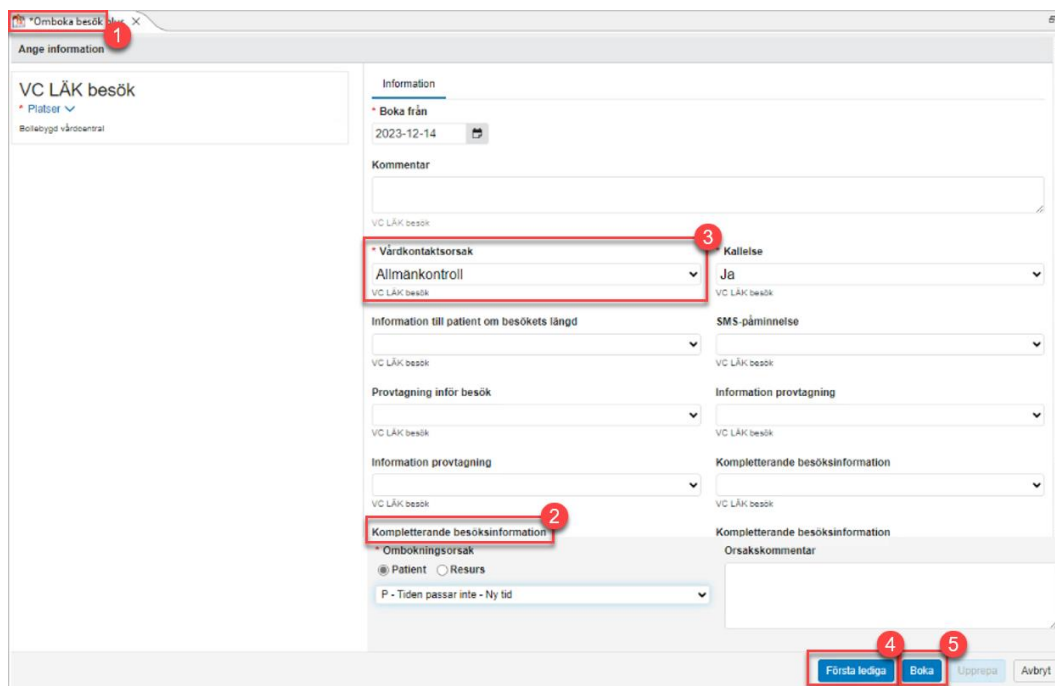 *Omboka besök plus
1
Ange information
VC LÄK besök
* Platser
Bollebygd vårdcentral
Information
* Boka från
2023-12-14
Kommentar
VC LÄK besök
3
* Vårdkontaktsorsak
* Kallelse
Allmänkontroll
Ja
VC LÄK besök
VC LÄK besök
Information till patient om besökets längd
SMS-påminnelse
VC LÄK besök
VC LÄK besök
Provtagning inför besök
Information provtagning
VC LÄK besök
VC LÄK besök
Information provtagning
Kompletterande besöksinformation
VC LÄK besök
VC LÄK besök
2
Kompletterande besöksinformation
Kompletterande besöksinformation
* Ombokningsorsak
Orsakskommentar
Patient Resurs
P - Tiden passar inte - Ny tid
4
5
Första lediga
Boka
Upprepa
Avbryt